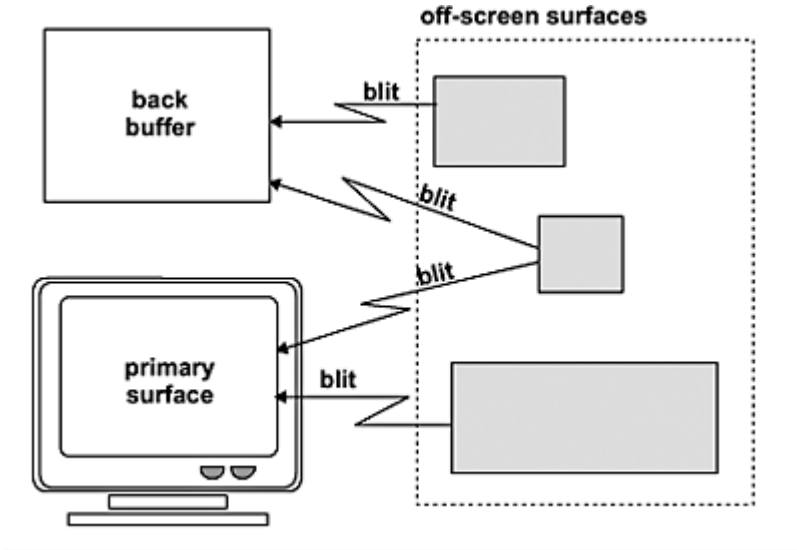 off-screen surfaces
back
buffer
blit
blit
blit
primary
surface
blit